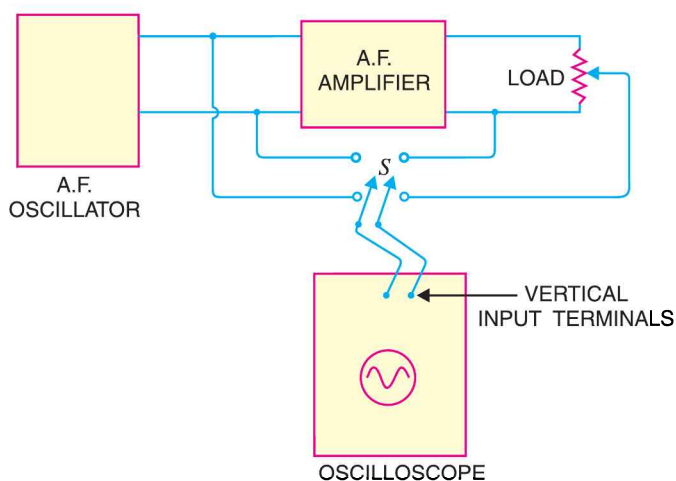 A.F.
AMPLIFIER
LOAD
S
A.F.
OSCILLATOR
VERTICAL
INPUT TERMINALS
OSCILLOSCOPE